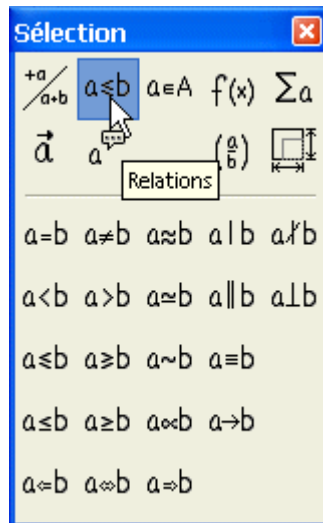 Sélection
+a/a+b a≤b a∈A f(x) Σa
a⃗ a (a/b)
Relations
a=b a≠b a≈b a|b a∤b
a<b a>b a≃b a∥b a⊥b
a⩽b a⩾b a~b a≡b
a≤b a≥b a∝b a→b
a⇐b a⇔b a⇒b